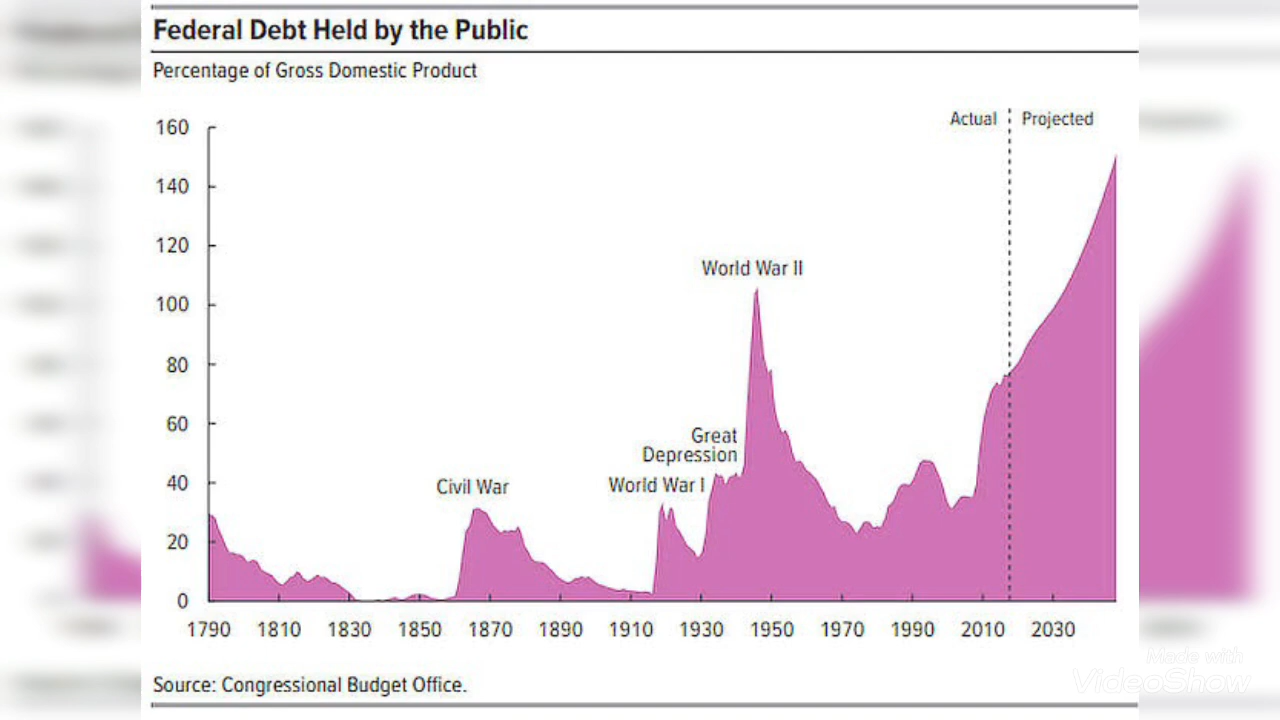 Federal Debt Held by the Public
Percentage of Gross Domestic Product
Actual Projected
160
140
120
100
80
60
40
20
0
World War II
Great
Depression
World War I
Civil War
1790 1810 1830 1850 1870 1890 1910 1930 1950 1970 1990 2010 2030
Source: Congressional Budget Office.
Made with
VideoShow